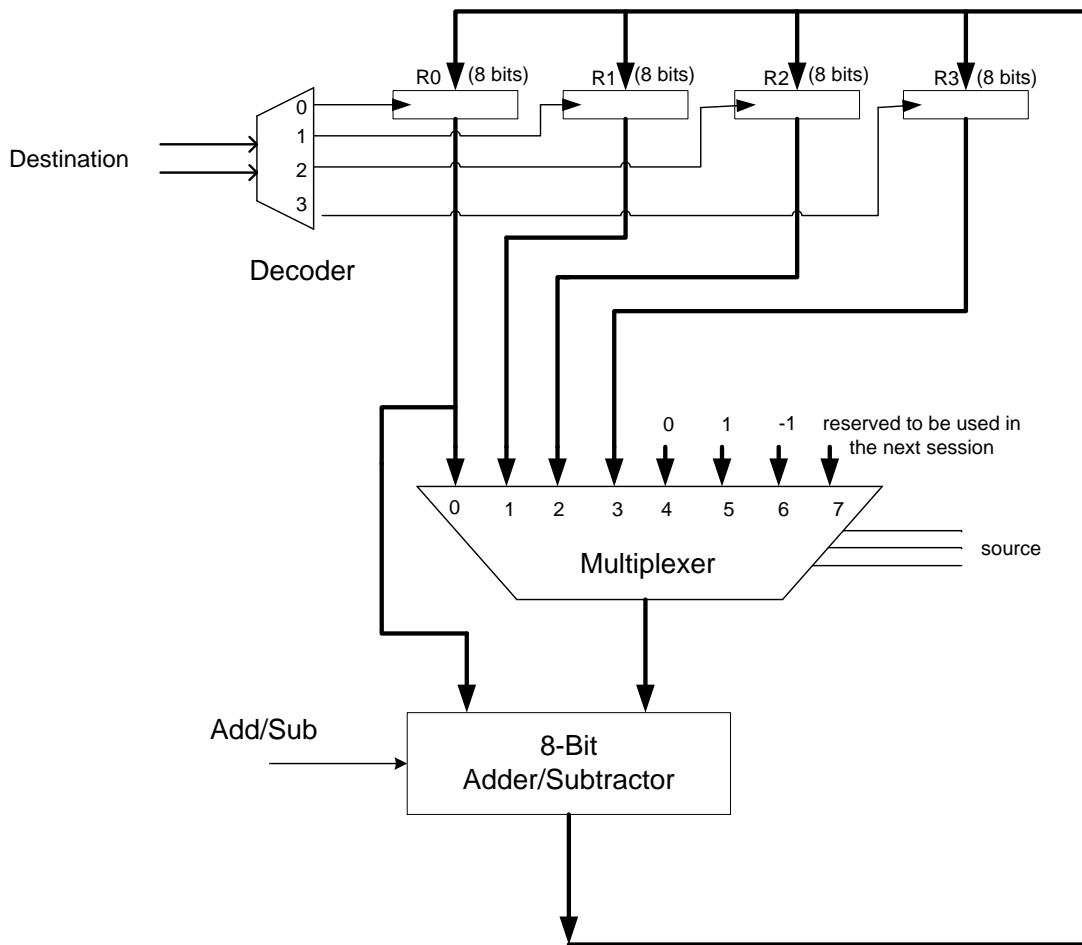 R0 (8 bits)
R1 (8 bits)
R2 (8 bits)
R3 (8 bits)
0
1
2
3
Destination
Decoder
0
1
-1
reserved to be used in
the next session
0
1
2
3
4
5
6
7
source
Multiplexer
Add/Sub
8-Bit
Adder/Subtractor